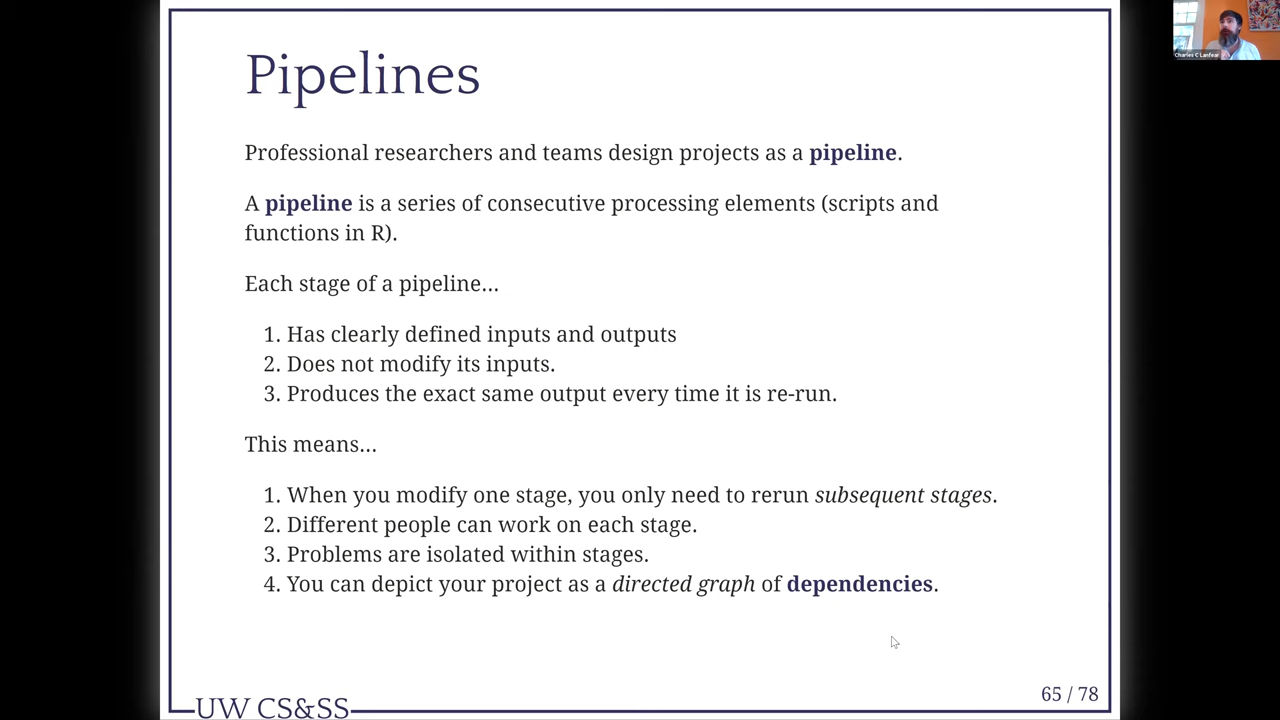 Pipelines
Professional researchers and teams design projects as a pipeline.
A pipeline is a series of consecutive processing elements (scripts and
functions in R).
Each stage of a pipeline...
1. Has clearly defined inputs and outputs
2. Does not modify its inputs.
3. Produces the exact same output every time it is re-run.
This means...
1. When you modify one stage, you only need to rerun subsequent stages.
2. Different people can work on each stage.
3. Problems are isolated within stages.
4. You can depict your project as a directed graph of dependencies.
65 / 78
UW CS&SS
Charles C Lanfear